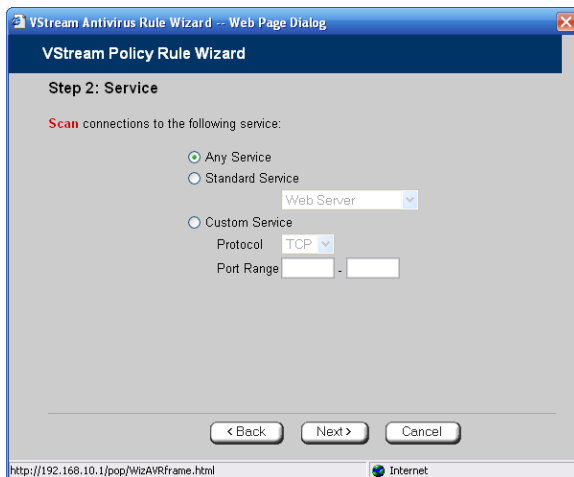 VStream Antivirus Rule Wizard -- Web Page Dialog
VStream Policy Rule Wizard
Step 2: Service
Scan connections to the following service:
Any Service
Standard Service
Web Server
Custom Service
Protocol TCP
Port Range -
<Back Next> Cancel
http://192.168.10.1/pop/WizAVRframe.html Internet